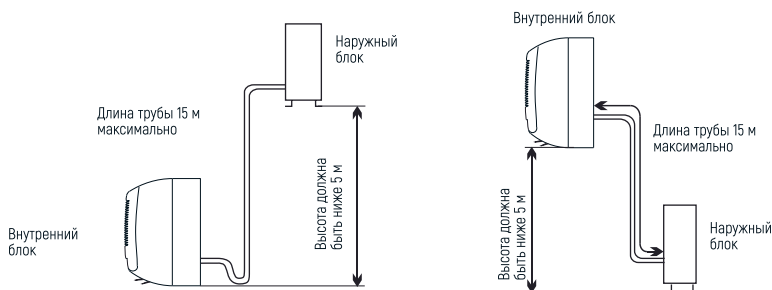 Наружный
блок
Длина трубы 15 м
максимально
Высота должна
быть ниже 5 м
Внутренний
блок
Внутренний блок
Длина трубы 15 м
максимально
Высота должна
быть ниже 5 м
Наружный
блок